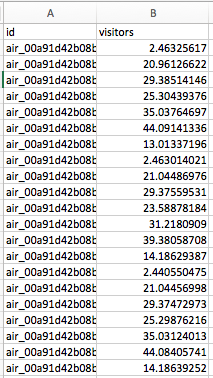 A B
id visitors
air_00a91d42b08b 2.46325617
air_00a91d42b08b 20.96126622
air_00a91d42b08b 29.38514146
air_00a91d42b08b 25.30439376
air_00a91d42b08b 35.03764697
air_00a91d42b08b 44.09141336
air_00a91d42b08b 13.01337196
air_00a91d42b08b 2.463014021
air_00a91d42b08b 21.04486976
air_00a91d42b08b 29.37559531
air_00a91d42b08b 23.58878184
air_00a91d42b08b 31.2180909
air_00a91d42b08b 39.38058708
air_00a91d42b08b 14.18629387
air_00a91d42b08b 2.440550475
air_00a91d42b08b 21.04456998
air_00a91d42b08b 29.37472973
air_00a91d42b08b 25.29876216
air_00a91d42b08b 35.03124013
air_00a91d42b08b 44.08405741
air_00a91d42b08b 14.18639252